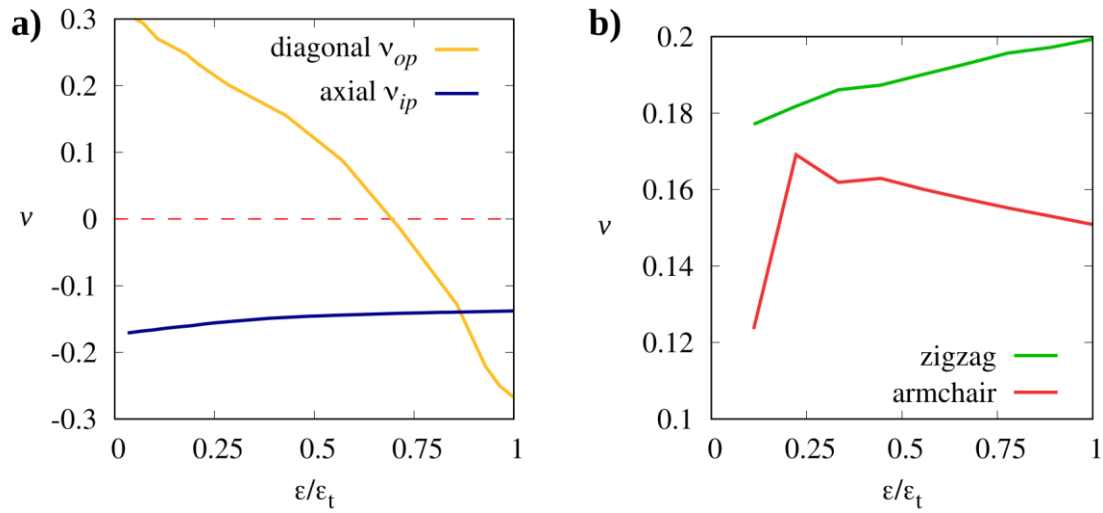 a)
0.3
0.2
0.1
0
-0.1
-0.2
-0.3
ν
diagonal ν_op
axial ν_ip
0 0.25 0.5 0.75 1
ε/ε_t
b)
0.2
0.18
0.16
0.14
0.12
0.1
ν
zigzag
armchair
0 0.25 0.5 0.75 1
ε/ε_t